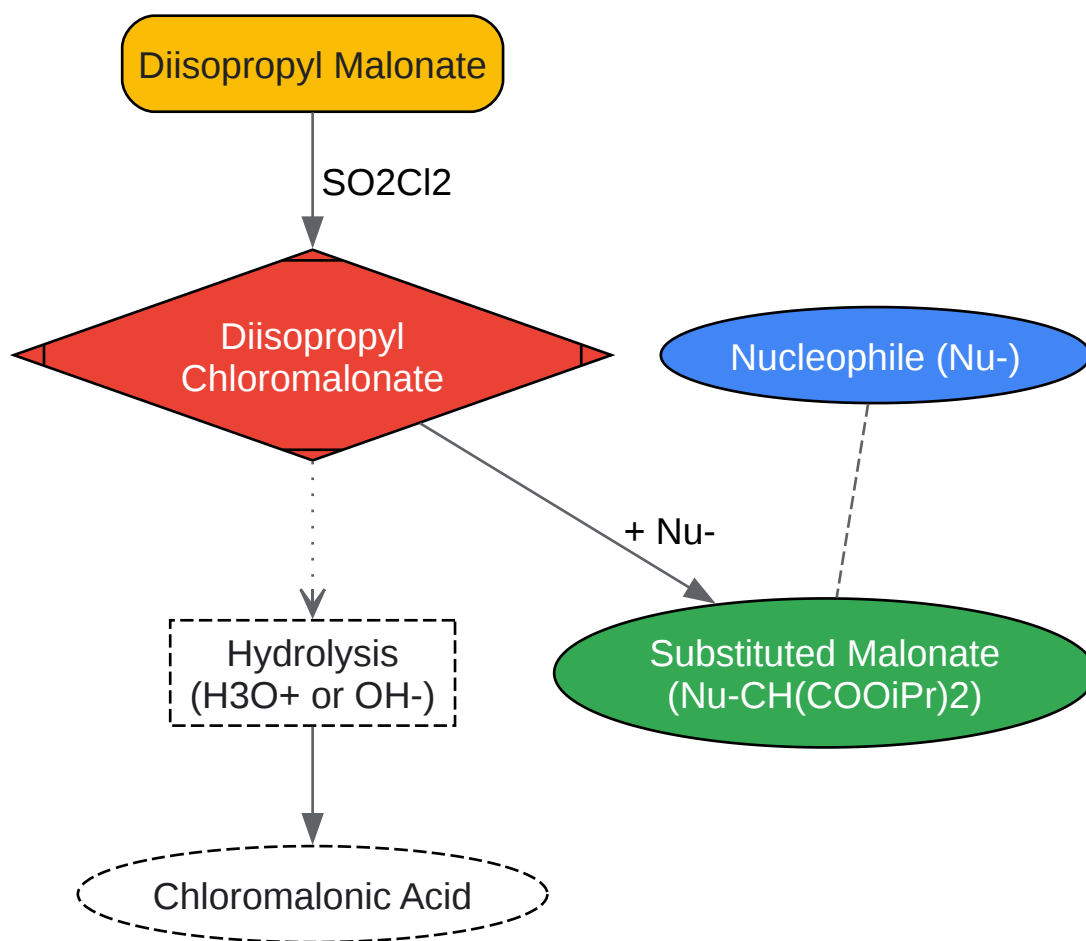 Diisopropyl Malonate
SO2Cl2
Diisopropyl
Chloromalonate
Nucleophile (Nu-)
+ Nu-
Hydrolysis
(H3O+ or OH-)
Substituted Malonate
(Nu-CH(COOiPr)2)
Chloromalonic Acid